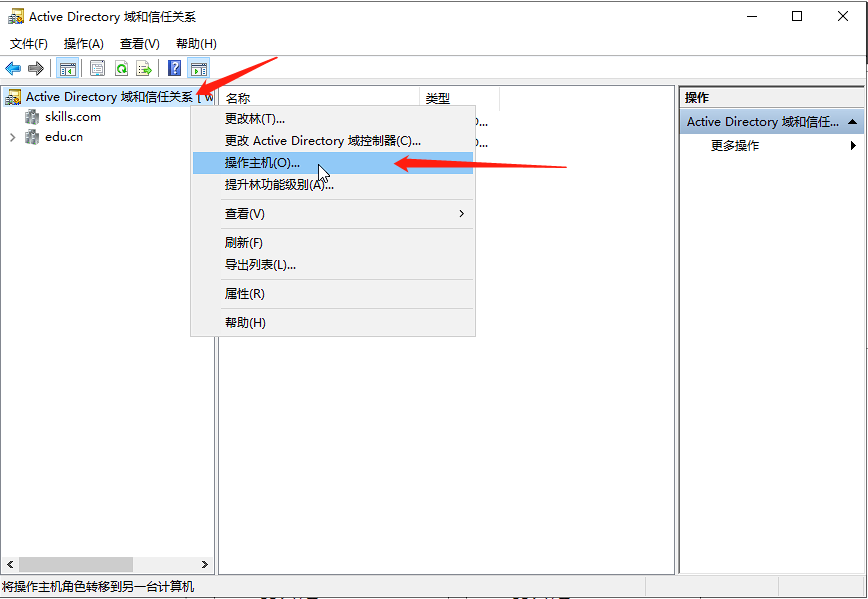 Active Directory 域和信任关系
文件(F) 操作(A) 查看(V) 帮助(H)
Active Directory 域和信任关系 [ W
skills.com
edu.cn
名称 类型
更改林(T)...
更改 Active Directory 域控制器(C)...
操作主机(O)...
提升林功能级别(A)...
查看(V)
刷新(F)
导出列表(L)...
属性(R)
帮助(H)
操作
Active Directory 域和信任...
更多操作
将操作主机角色转移到另一台计算机